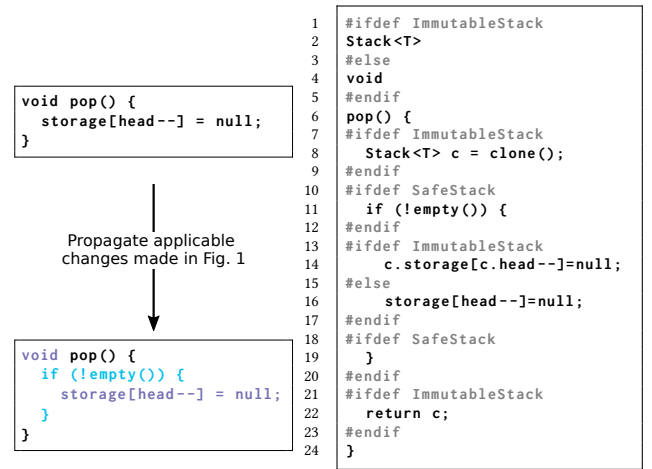 void pop() {
storage[head--] = null;
}
Propagate applicable
changes made in Fig. 1
void pop() {
if (!empty()) {
storage[head--] = null;
}
}
1 #ifdef ImmutableStack
2 Stack<T>
3 #else
4 void
5 #endif
6 pop() {
7 #ifdef ImmutableStack
8 Stack<T> c = clone();
9 #endif
10 #ifdef SafeStack
11 if (!empty()) {
12 #endif
13 #ifdef ImmutableStack
14 c.storage[c.head--]=null;
15 #else
16 storage[head--]=null;
17 #endif
18 #ifdef SafeStack
19 }
20 #endif
21 #ifdef ImmutableStack
22 return c;
23 #endif
24 }